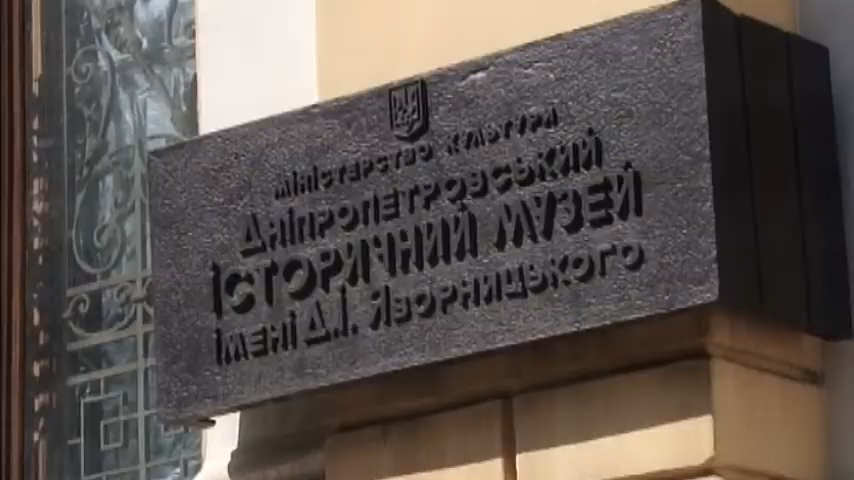 МІНІСТЕРСТВО КУЛЬТУРИ
ДНІПРОПЕТРОВСЬКИЙ
ІСТОРИЧНИЙ МУЗЕЙ
ІМЕНІ Д.І. ЯВОРНИЦЬКОГО